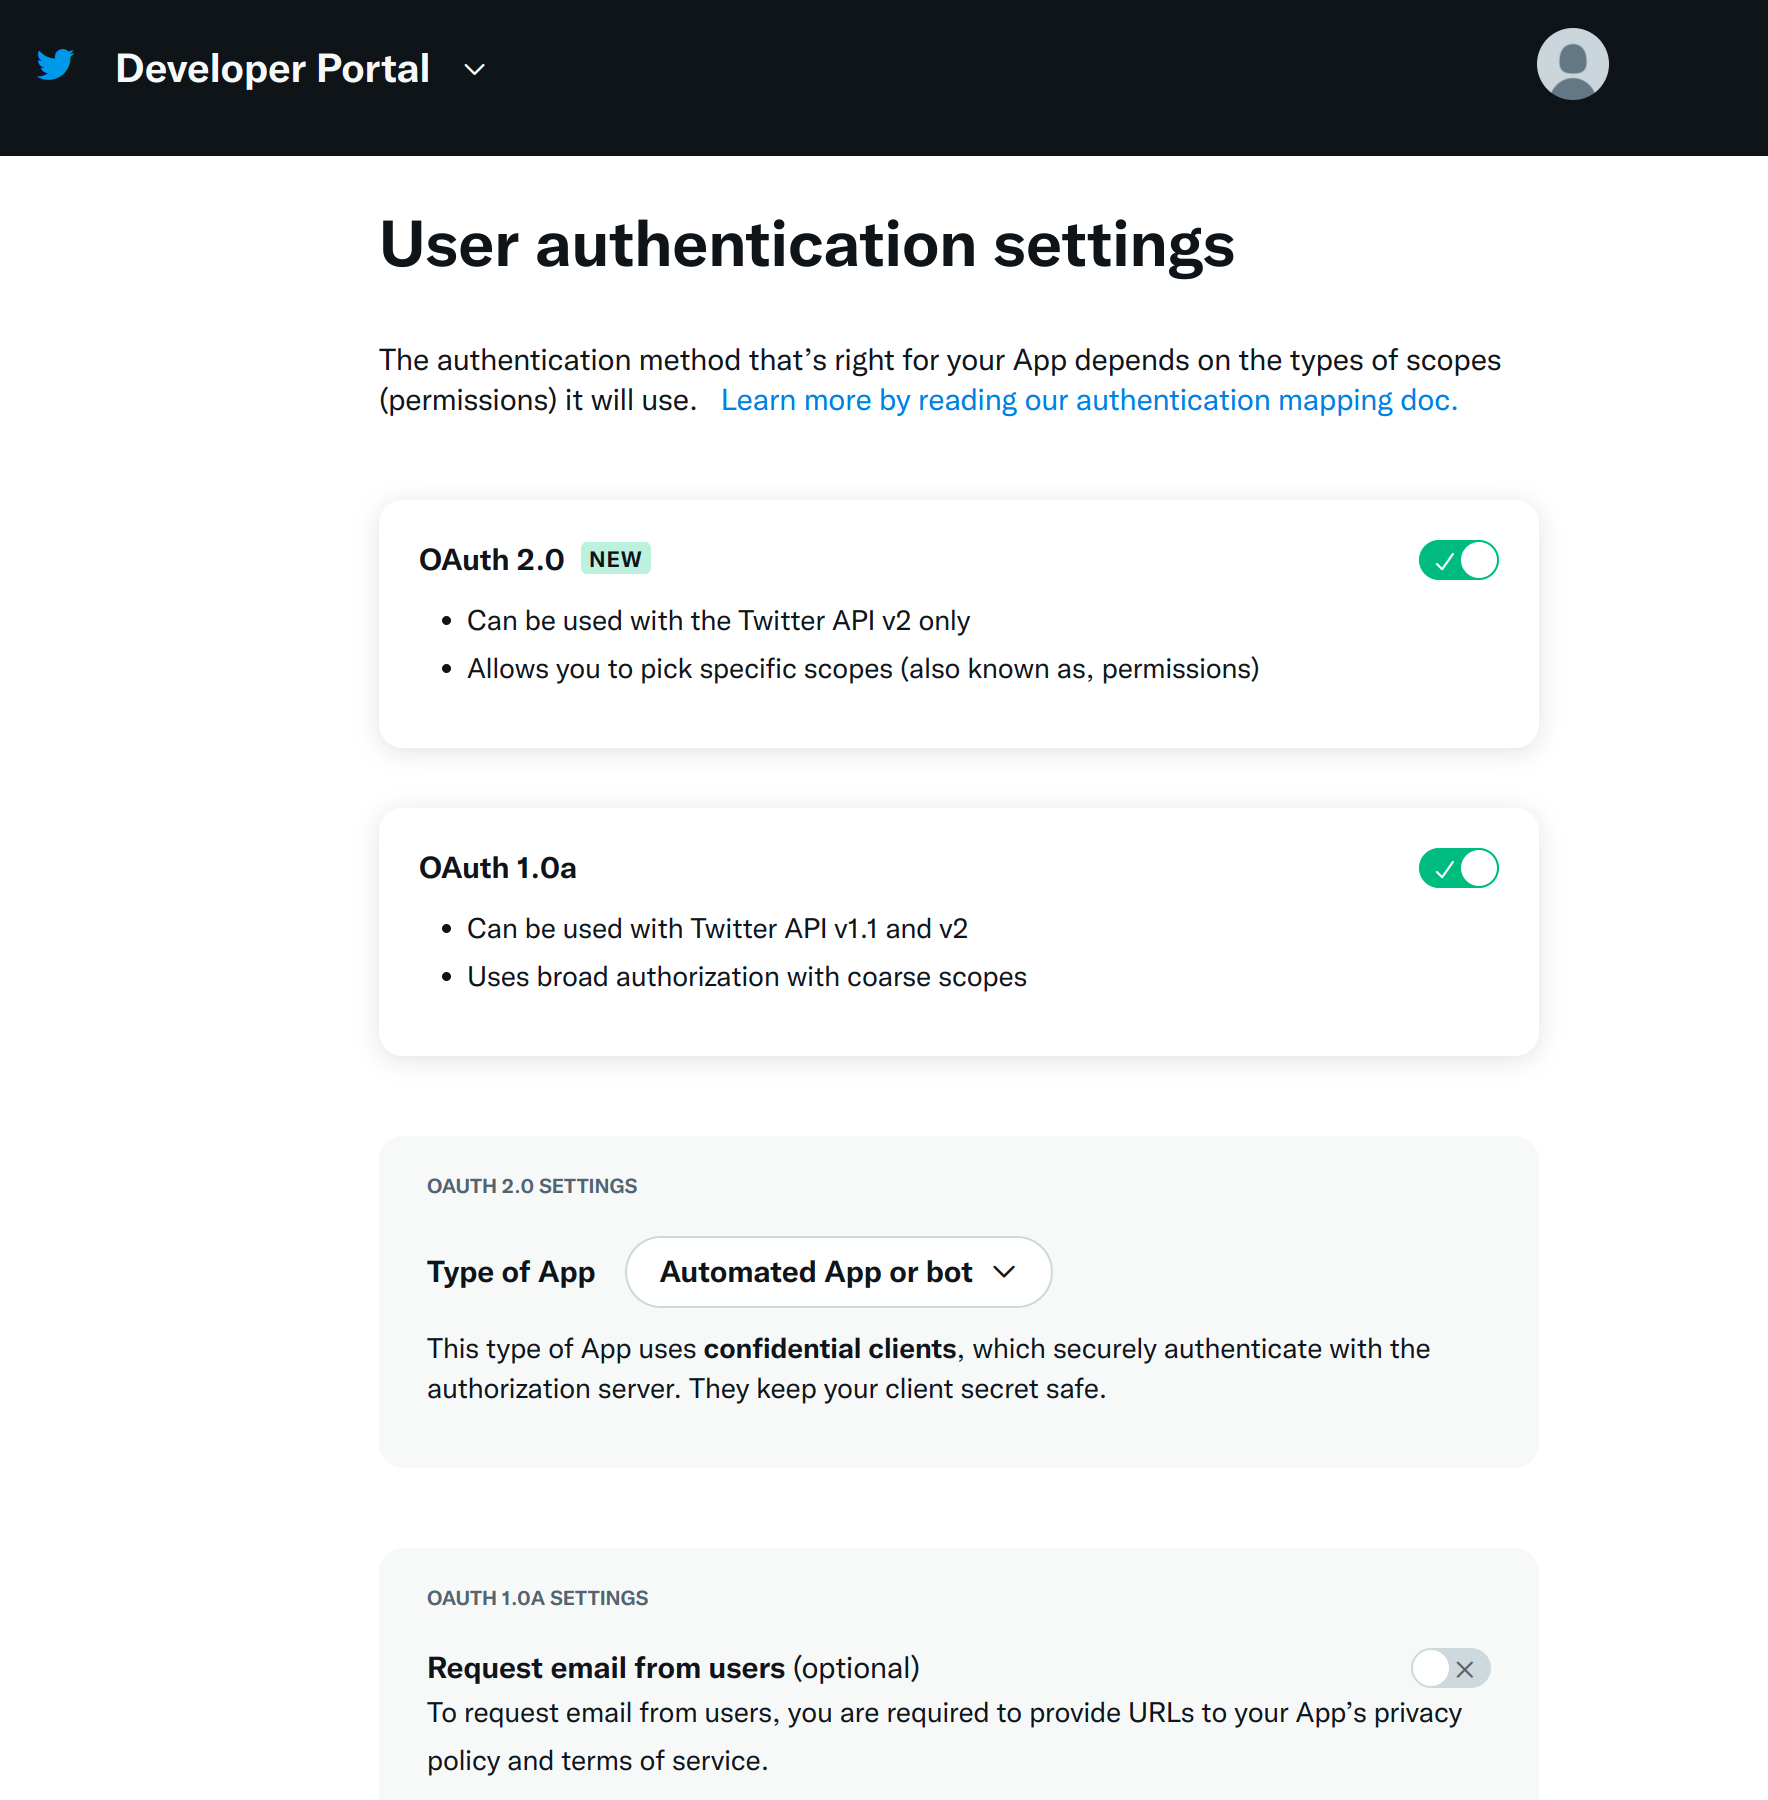 Developer Portal
User authentication settings
The authentication method that’s right for your App depends on the types of scopes
(permissions) it will use. Learn more by reading our authentication mapping doc.
OAuth 2.0 NEW
• Can be used with the Twitter API v2 only
• Allows you to pick specific scopes (also known as, permissions)
OAuth 1.0a
• Can be used with Twitter API v1.1 and v2
• Uses broad authorization with coarse scopes
OAUTH 2.0 SETTINGS
Type of App Automated App or bot
This type of App uses confidential clients, which securely authenticate with the
authorization server. They keep your client secret safe.
OAUTH 1.0A SETTINGS
Request email from users (optional)
To request email from users, you are required to provide URLs to your App’s privacy
policy and terms of service.